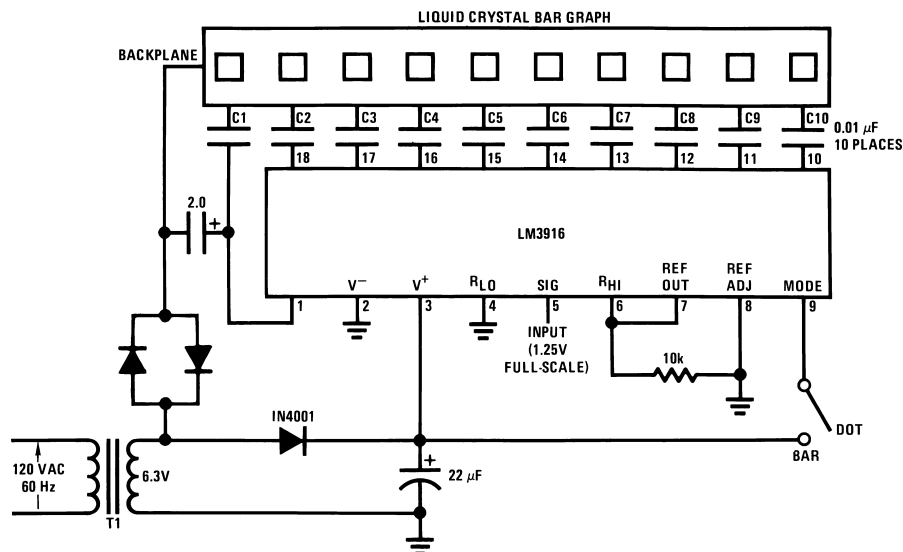 LIQUID CRYSTAL BAR GRAPH
BACKPLANE
C1 C2 C3 C4 C5 C6 C7 C8 C9 C10
0.01 μF
10 PLACES
18 17 16 15 14 13 12 11 10
2.0
+
LM3916
V− V+ RLO SIG RHI REF OUT REF ADJ MODE
1 2 3 4 5 6 7 8 9
INPUT
(1.25V
FULL-SCALE)
10k
IN4001
DOT
BAR
120 VAC
60 Hz
6.3V
+
22 μF
T1